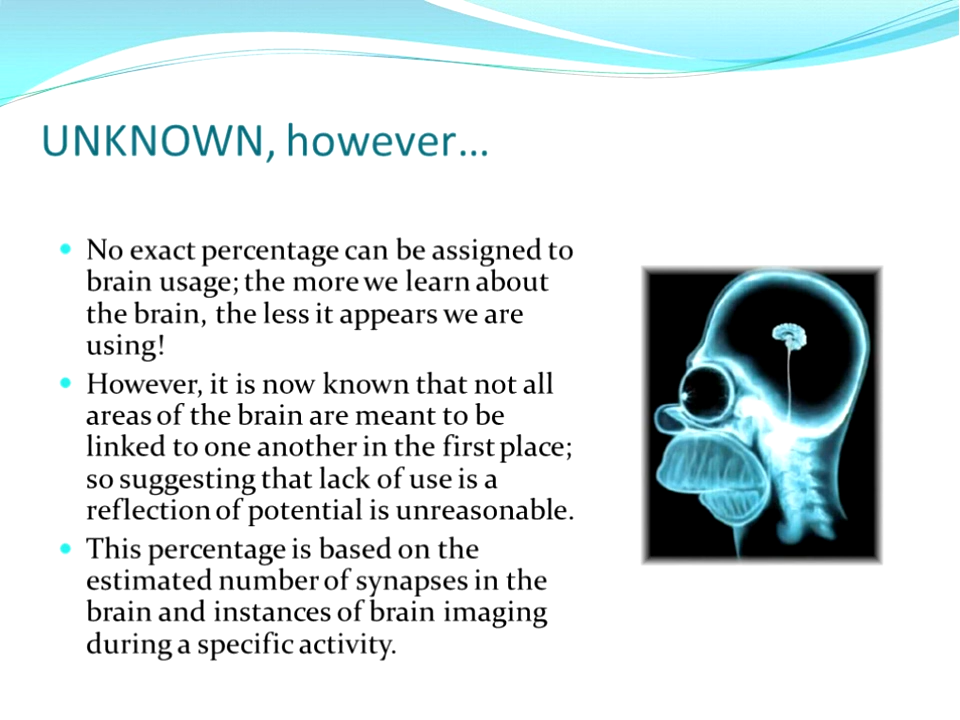 UNKNOWN, however…
• No exact percentage can be assigned to
brain usage; the more we learn about
the brain, the less it appears we are
using!
• However, it is now known that not all
areas of the brain are meant to be
linked to one another in the first place;
so suggesting that lack of use is a
reflection of potential is unreasonable.
• This percentage is based on the
estimated number of synapses in the
brain and instances of brain imaging
during a specific activity.